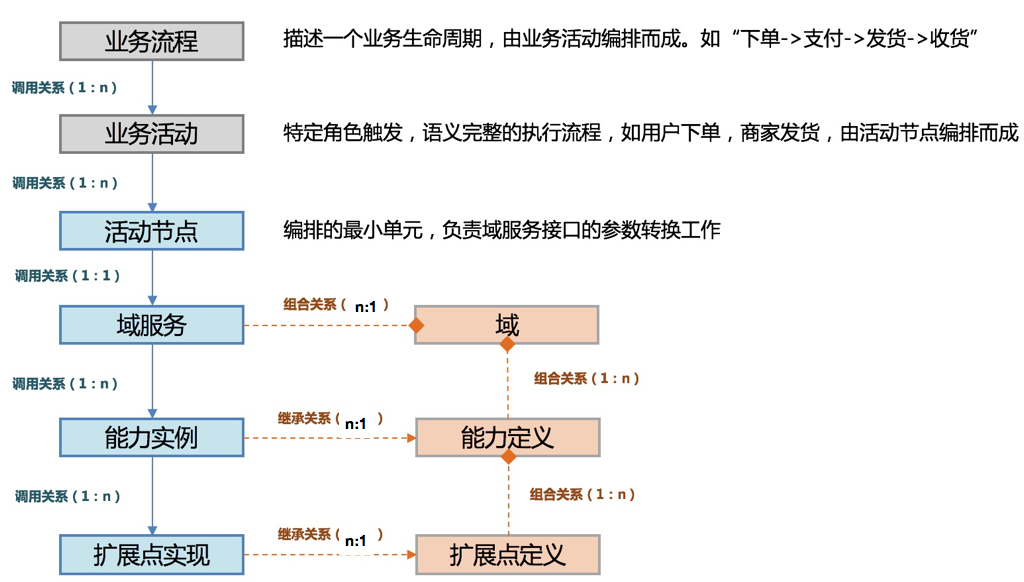 业务流程
描述一个业务生命周期，由业务活动编排而成。如“下单->支付->发货->收货”
调用关系（1：n）
业务活动
特定角色触发，语义完整的执行流程，如用户下单，商家发货，由活动节点编排而成
调用关系（1：n）
活动节点
编排的最小单元，负责域服务接口的参数转换工作
调用关系（1：1）
组合关系（ n:1 ）
域服务
域
调用关系（1：n）
组合关系（1：n）
继承关系（ n:1 ）
能力实例
能力定义
调用关系（1：n）
组合关系（1：n）
继承关系（ n:1 ）
扩展点实现
扩展点定义